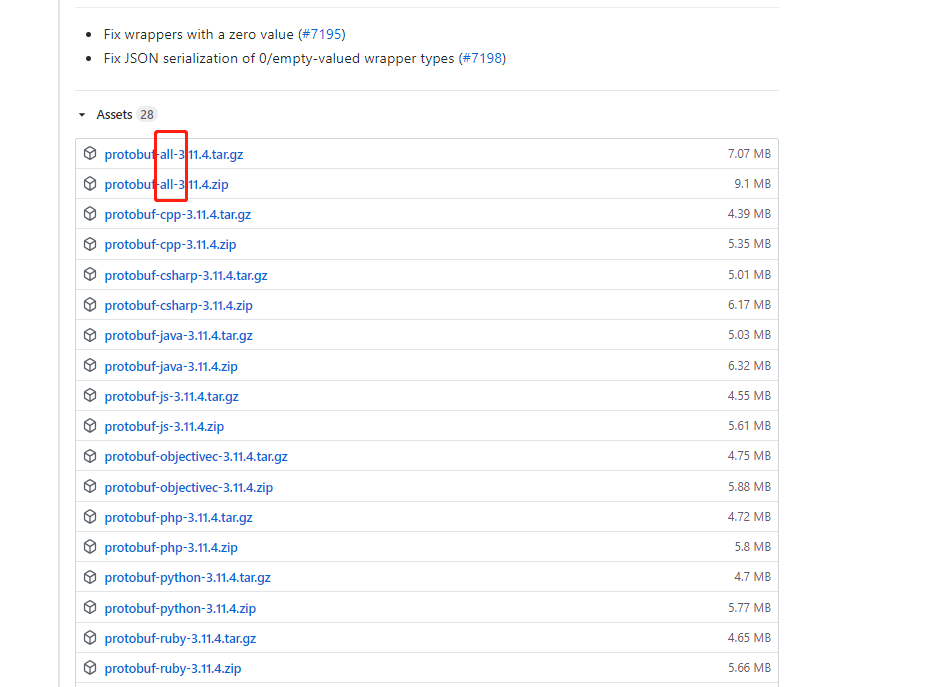 Fix wrappers with a zero value (#7195)
Fix JSON serialization of 0/empty-valued wrapper types (#7198)
Assets 28
protobuf-all-3.11.4.tar.gz 7.07 MB
protobuf-all-3.11.4.zip 9.1 MB
protobuf-cpp-3.11.4.tar.gz 4.39 MB
protobuf-cpp-3.11.4.zip 5.35 MB
protobuf-csharp-3.11.4.tar.gz 5.01 MB
protobuf-csharp-3.11.4.zip 6.17 MB
protobuf-java-3.11.4.tar.gz 5.03 MB
protobuf-java-3.11.4.zip 6.32 MB
protobuf-js-3.11.4.tar.gz 4.55 MB
protobuf-js-3.11.4.zip 5.61 MB
protobuf-objectivec-3.11.4.tar.gz 4.75 MB
protobuf-objectivec-3.11.4.zip 5.88 MB
protobuf-php-3.11.4.tar.gz 4.72 MB
protobuf-php-3.11.4.zip 5.8 MB
protobuf-python-3.11.4.tar.gz 4.7 MB
protobuf-python-3.11.4.zip 5.77 MB
protobuf-ruby-3.11.4.tar.gz 4.65 MB
protobuf-ruby-3.11.4.zip 5.66 MB